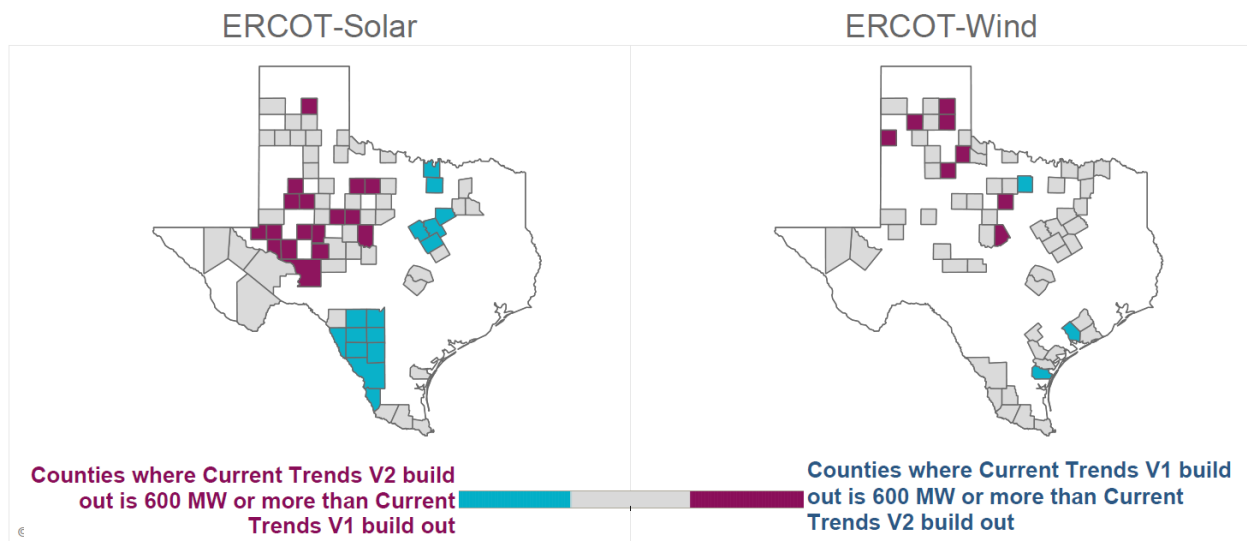 ERCOT-Solar
ERCOT-Wind
Counties where Current Trends V2 build
out is 600 MW or more than Current
Trends V1 build out
Counties where Current Trends V1 build
out is 600 MW or more than Current
Trends V2 build out
©